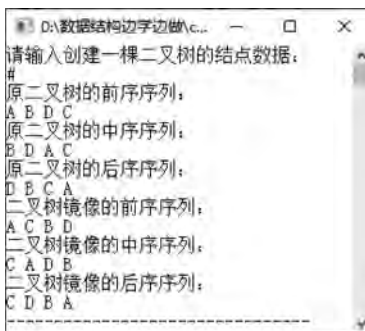 D:\数据结构边学边做\c...
请输入创建一棵二叉树的结点数据：
#
原二叉树的前序序列：
A B D C
原二叉树的中序序列：
B D A C
原二叉树的后序序列：
D B C A
二叉树镜像的前序序列：
A C B D
二叉树镜像的中序序列：
C A D B
二叉树镜像的后序序列：
C D B A
--------------------------------